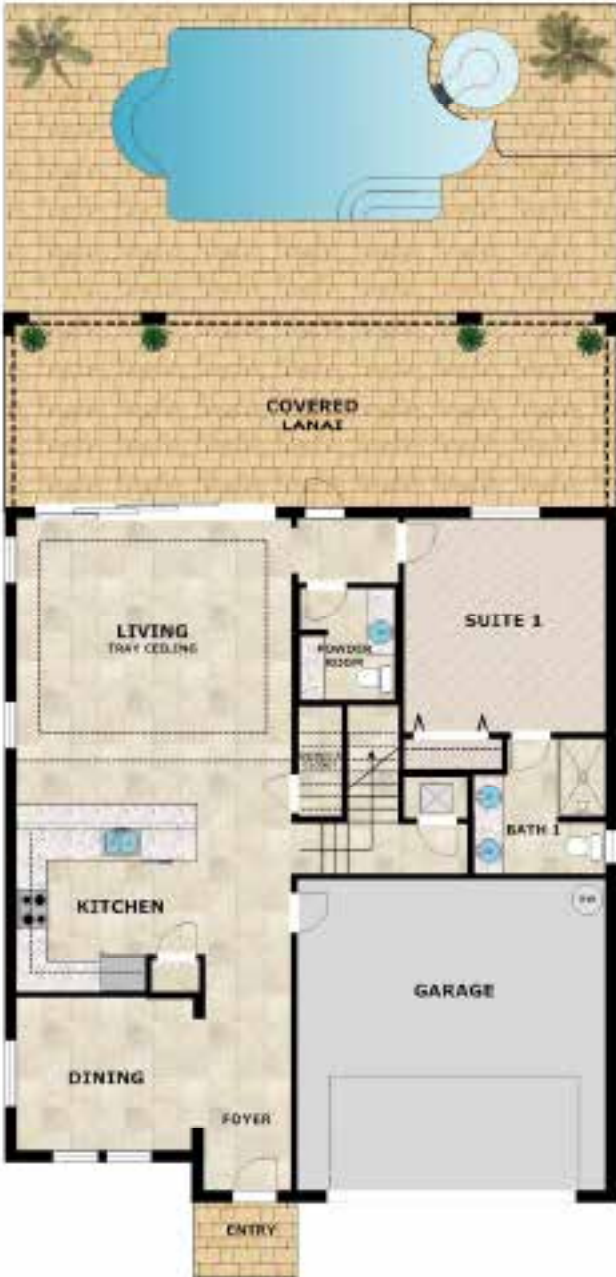 COVERED
LANAI
LIVING
TRAY CEILING
SUITE 1
POWDER
ROOM
BATH 1
KITCHEN
GARAGE
DINING
FOYER
ENTRY